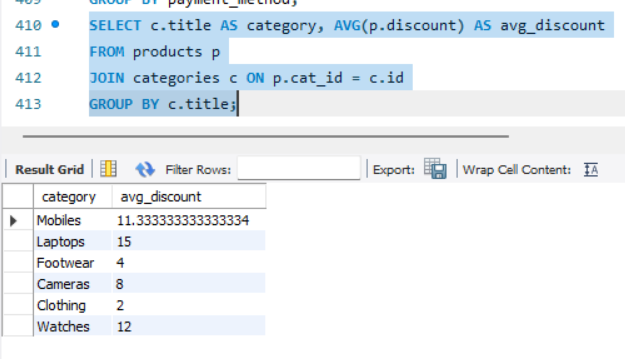 409 GROUP BY payment_method;
410 SELECT c.title AS category, AVG(p.discount) AS avg_discount
411 FROM products p
412 JOIN categories c ON p.cat_id = c.id
413 GROUP BY c.title;
Result Grid Filter Rows: Export: Wrap Cell Content:
category avg_discount
Mobiles 11.333333333333334
Laptops 15
Footwear 4
Cameras 8
Clothing 2
Watches 12